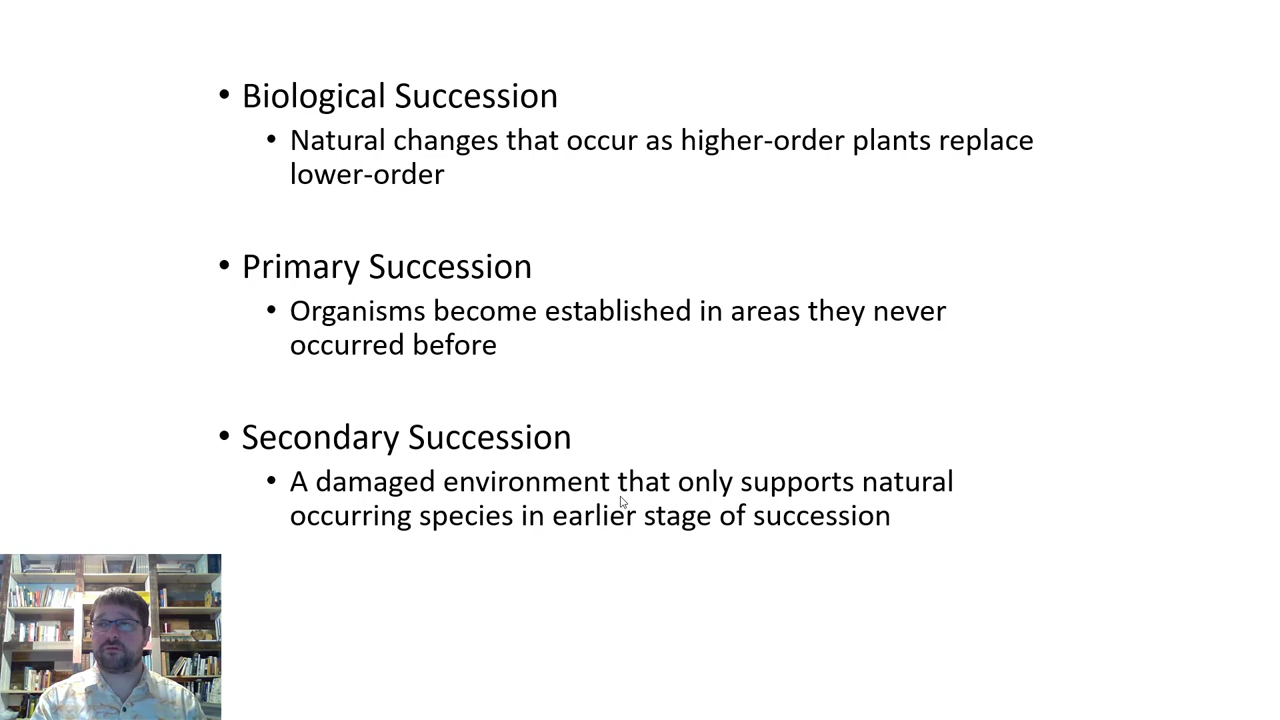 • Biological Succession
• Natural changes that occur as higher-order plants replace
lower-order
• Primary Succession
• Organisms become established in areas they never
occurred before
• Secondary Succession
• A damaged environment that only supports natural
occurring species in earlier stage of succession